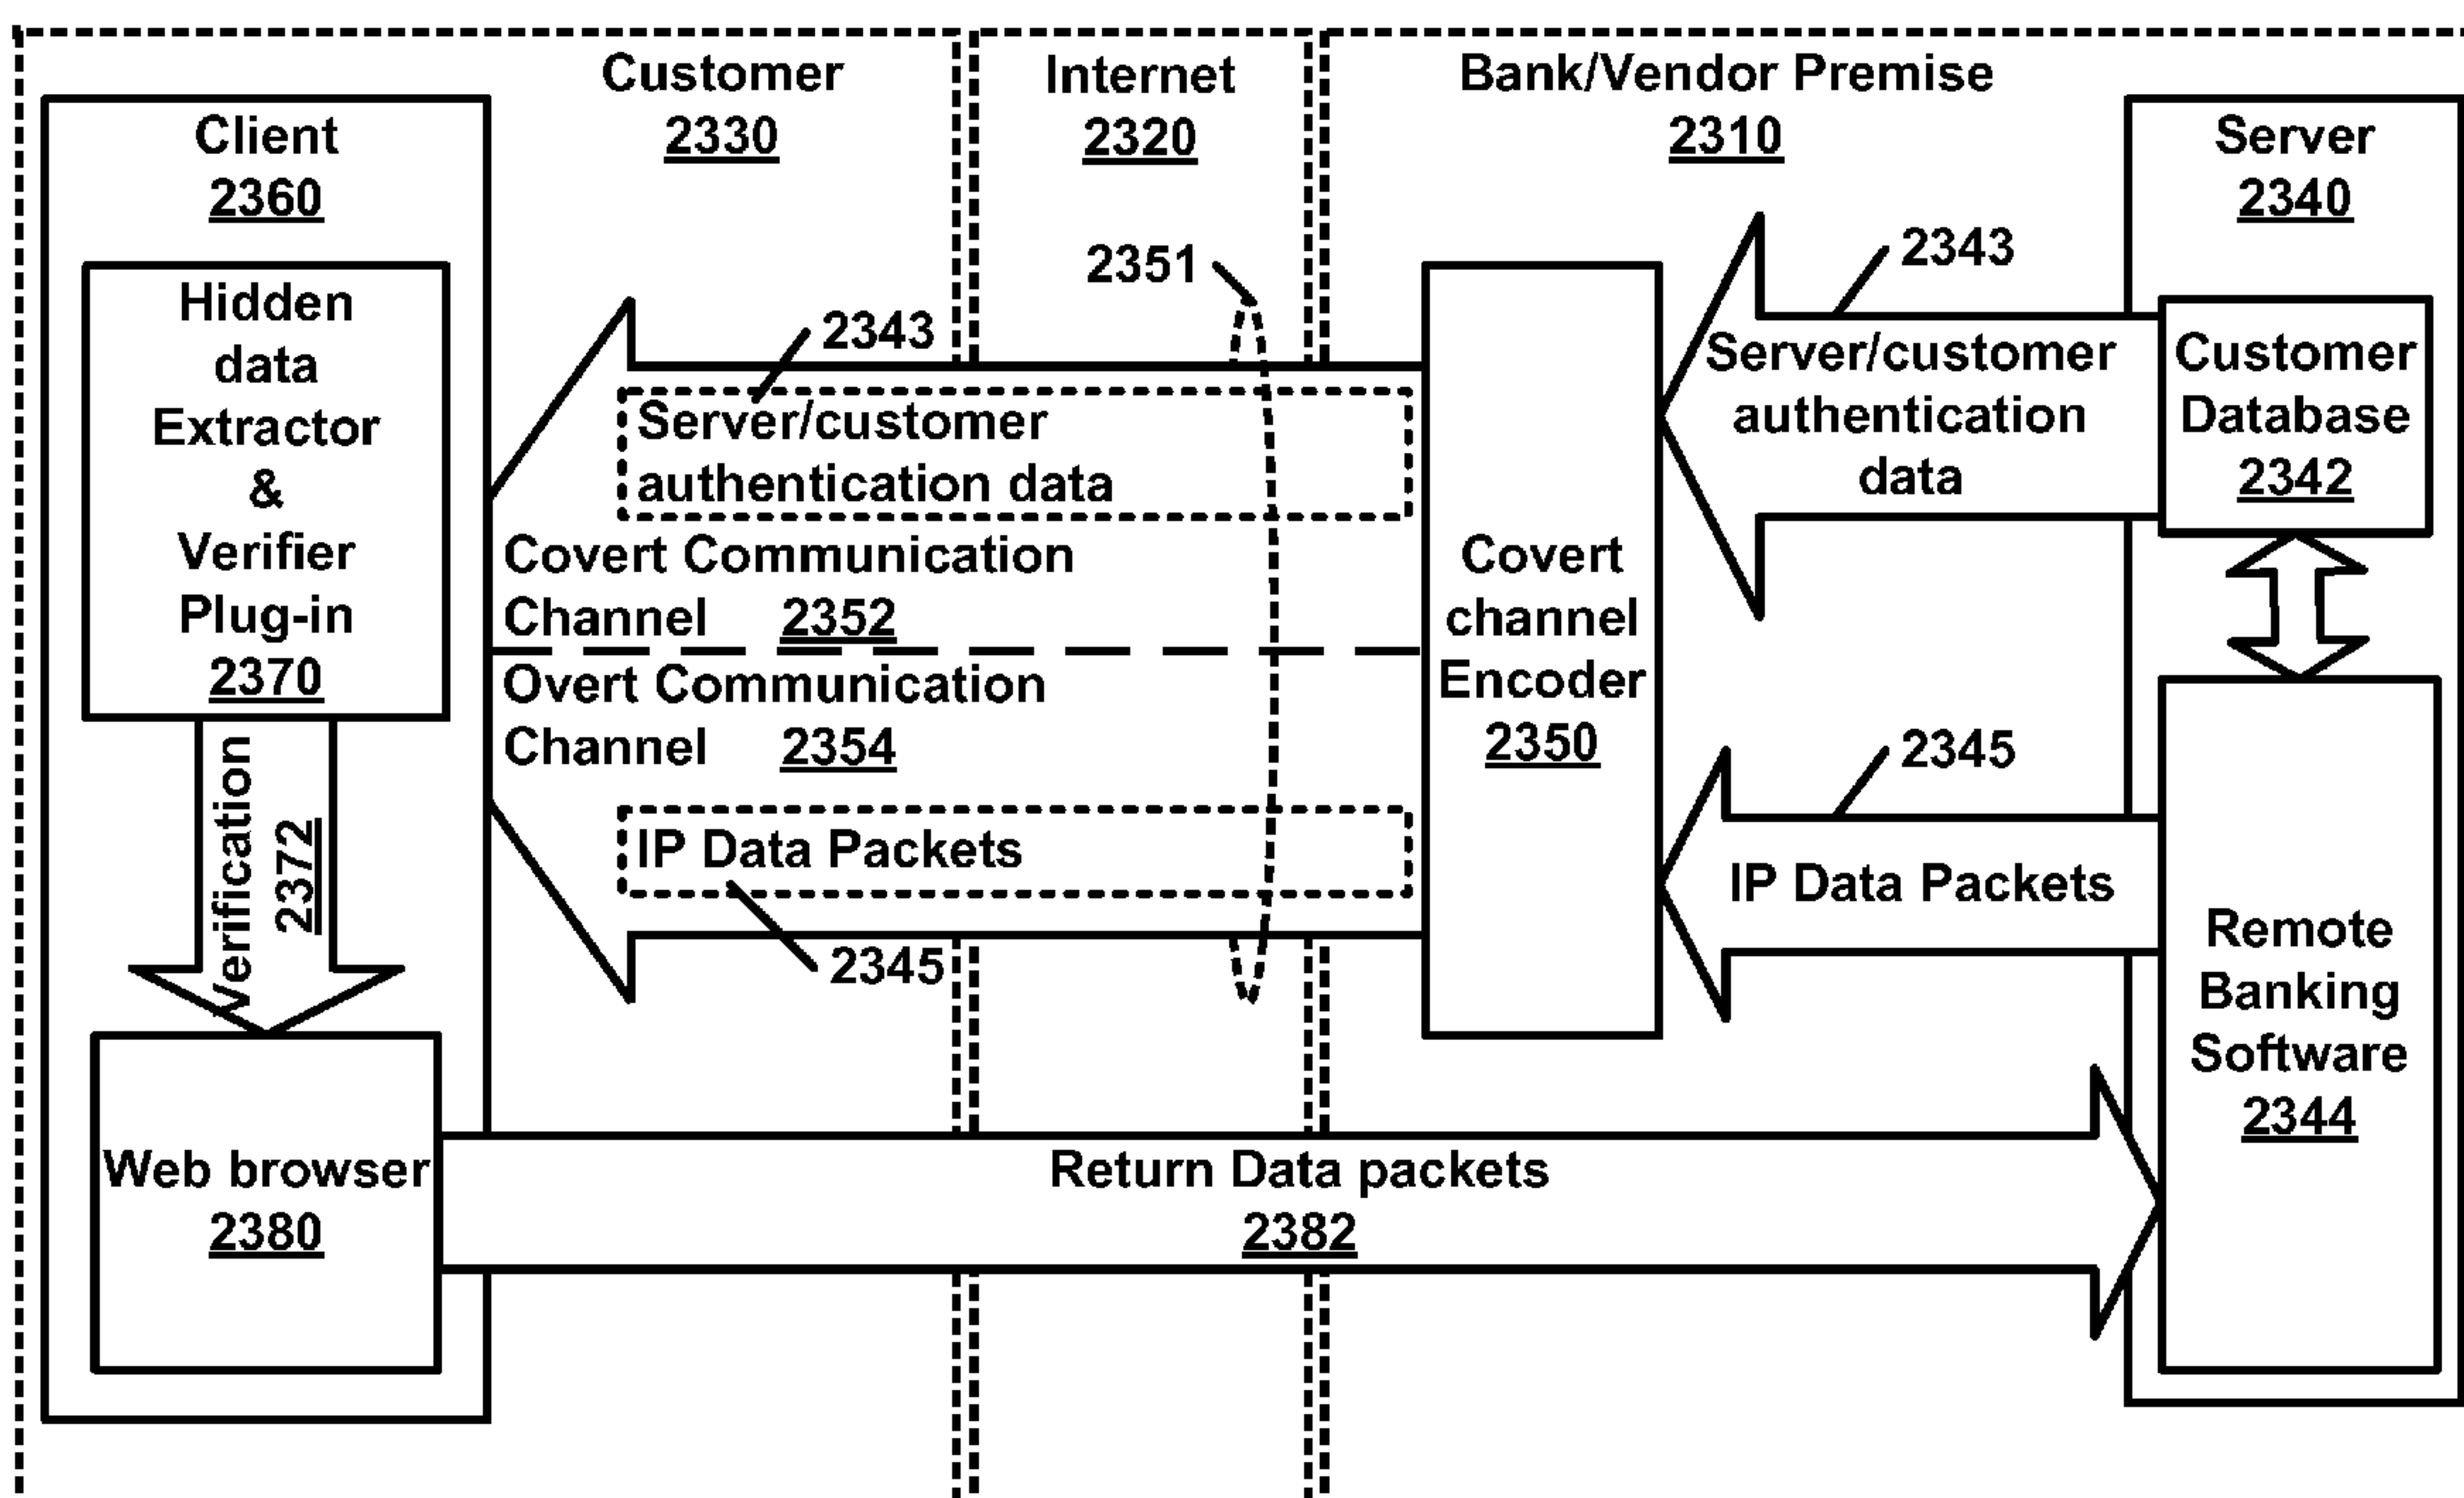 Customer
2330
Internet
2320
Bank/Vendor Premise
2310
Client
2360
Server
2340
Hidden
data
Extractor
&
Verifier
Plug-in
2370
Verification
2372
Web browser
2380
2343
Server/customer
authentication data
Covert Communication
Channel 2352
Overt Communication
Channel 2354
IP Data Packets
2345
2351
Covert
channel
Encoder
2350
2343
Server/customer
authentication
data
Customer
Database
2342
2345
IP Data Packets
Remote
Banking
Software
2344
Return Data packets
2382